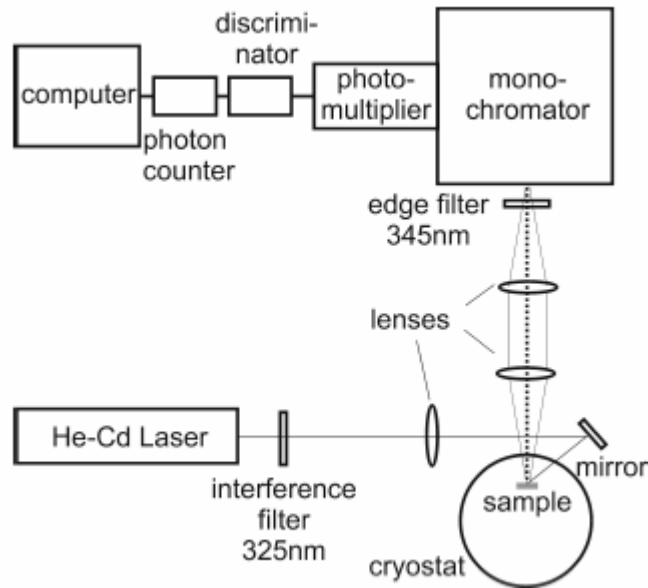 discrimi-
nator
computer
photo-
multiplier
mono-
chromator
photon
counter
edge filter
345nm
lenses
He-Cd Laser
interference
filter
325nm
mirror
sample
cryostat